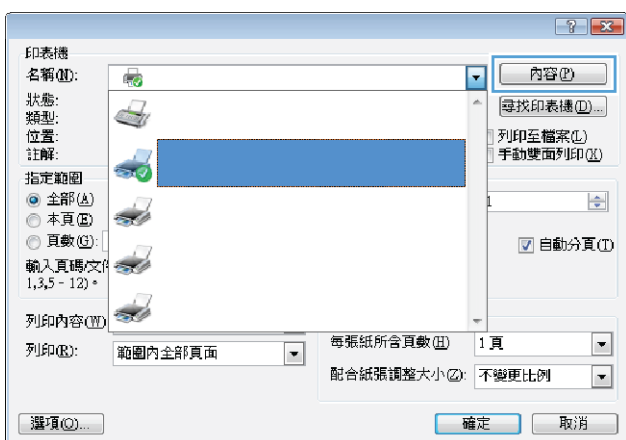 印表機
名稱(N):
內容(P)
狀態:
尋找印表機(D)...
類型:
位置:
列印至檔案(L)
註解:
手動雙面列印(X)
指定範圍
全部(A)
1
本頁(E)
頁數(G):
自動分頁(T)
輸入頁碼/文件
1,3,5 - 12)。
列印內容(W)
列印(R):
範圍內全部頁面
每張紙所含頁數(H)
1 頁
配合紙張調整大小(Z):
不變更比例
選項(O)...
確定
取消